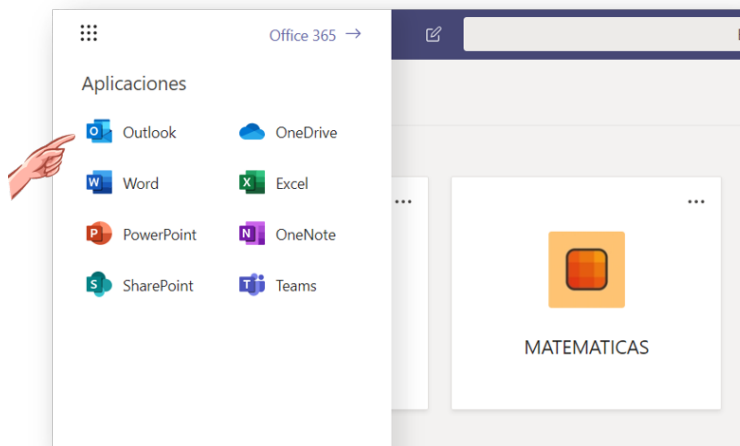 Office 365 →
Aplicaciones
Outlook OneDrive
Word Excel
PowerPoint OneNote
SharePoint Teams
MATEMATICAS